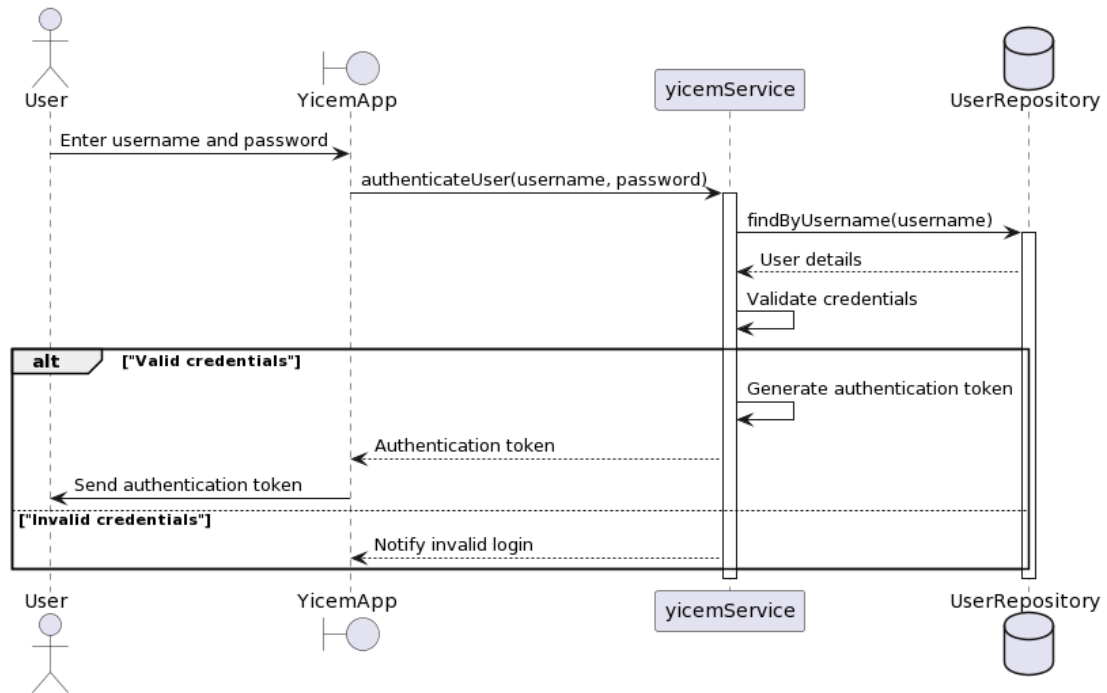 User
YicemApp
yicemService
UserRepository
Enter username and password
authenticateUser(username, password)
findByUsername(username)
User details
Validate credentials
alt ["Valid credentials"]
Generate authentication token
Authentication token
Send authentication token
["Invalid credentials"]
Notify invalid login
User
YicemApp
yicemService
UserRepository